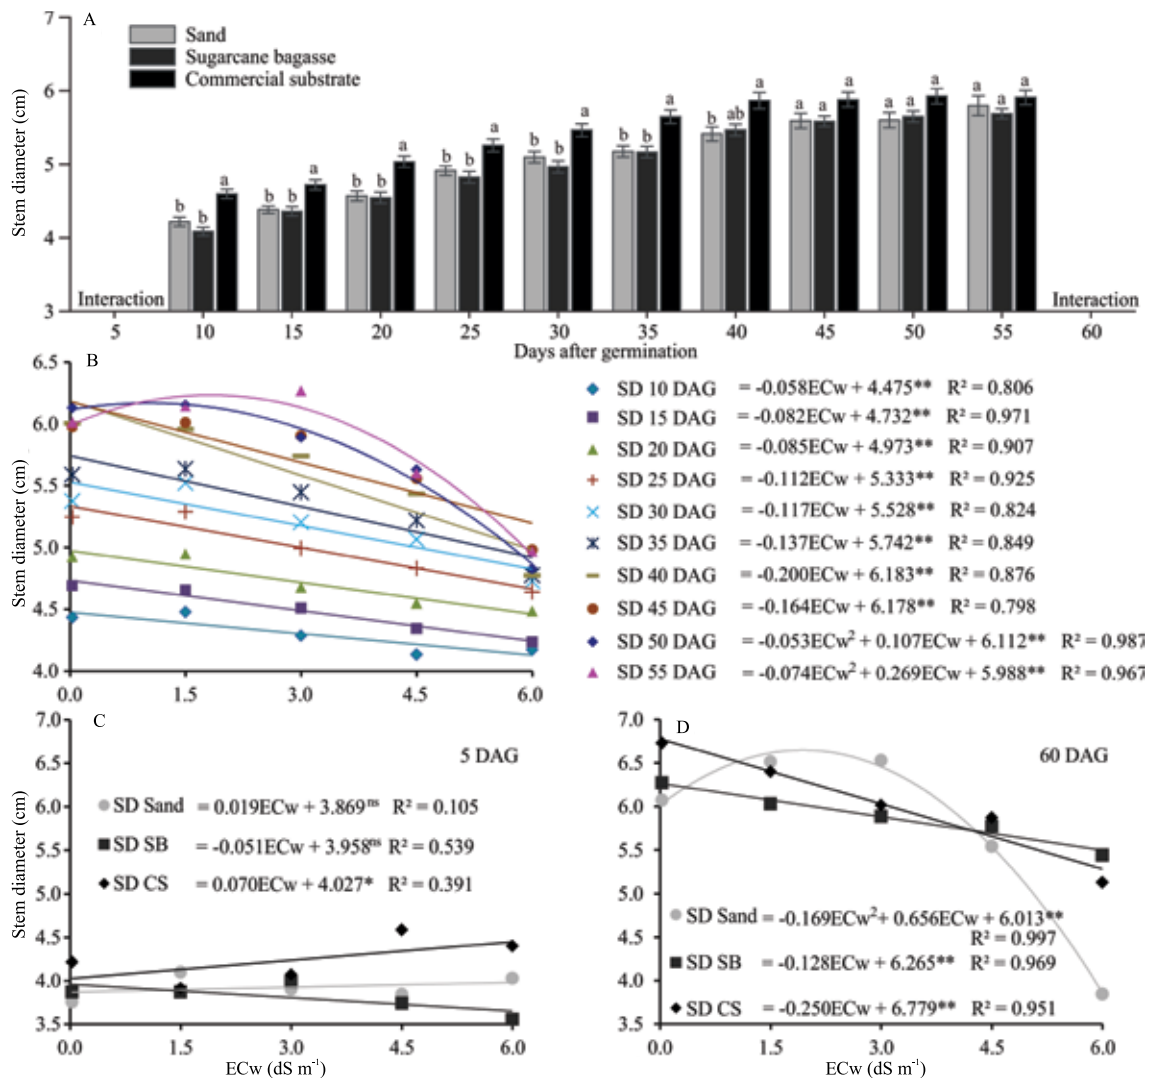 A
7
6
5
4
3
Stem diameter (cm)
Sand
Sugarcane bagasse
Commercial substrate
b b a
b b a
b b a
b b a
b b a
b b a
b ab a
a a a
a a a
a a a
Interaction
Interaction
5 10 15 20 25 30 35 40 45 50 55 60
Days after germination
B
6.5
6.0
5.5
5.0
4.5
4.0
Stem diameter (cm)
0.0 1.5 3.0 4.5 6.0
SD 10 DAG = -0.058ECw + 4.475** R² = 0.806
SD 15 DAG = -0.082ECw + 4.732** R² = 0.971
SD 20 DAG = -0.085ECw + 4.973** R² = 0.907
SD 25 DAG = -0.112ECw + 5.333** R² = 0.925
SD 30 DAG = -0.117ECw + 5.528** R² = 0.824
SD 35 DAG = -0.137ECw + 5.742** R² = 0.849
SD 40 DAG = -0.200ECw + 6.183** R² = 0.876
SD 45 DAG = -0.164ECw + 6.178** R² = 0.798
SD 50 DAG = -0.053ECw² + 0.107ECw + 6.112** R² = 0.987
SD 55 DAG = -0.074ECw² + 0.269ECw + 5.988** R² = 0.967
C
5 DAG
7.0
6.5
6.0
5.5
5.0
4.5
4.0
3.5
Stem diameter (cm)
SD Sand = 0.019ECw + 3.869ⁿˢ R² = 0.105
SD SB = -0.051ECw + 3.958ⁿˢ R² = 0.539
SD CS = 0.070ECw + 4.027* R² = 0.391
0.0 1.5 3.0 4.5 6.0
ECw (dS m⁻¹)
D
60 DAG
7.0
6.5
6.0
5.5
5.0
4.5
4.0
3.5
SD Sand = -0.169ECw² + 0.656ECw + 6.013**
R² = 0.997
SD SB = -0.128ECw + 6.265** R² = 0.969
SD CS = -0.250ECw + 6.779** R² = 0.951
0.0 1.5 3.0 4.5 6.0
ECw (dS m⁻¹)